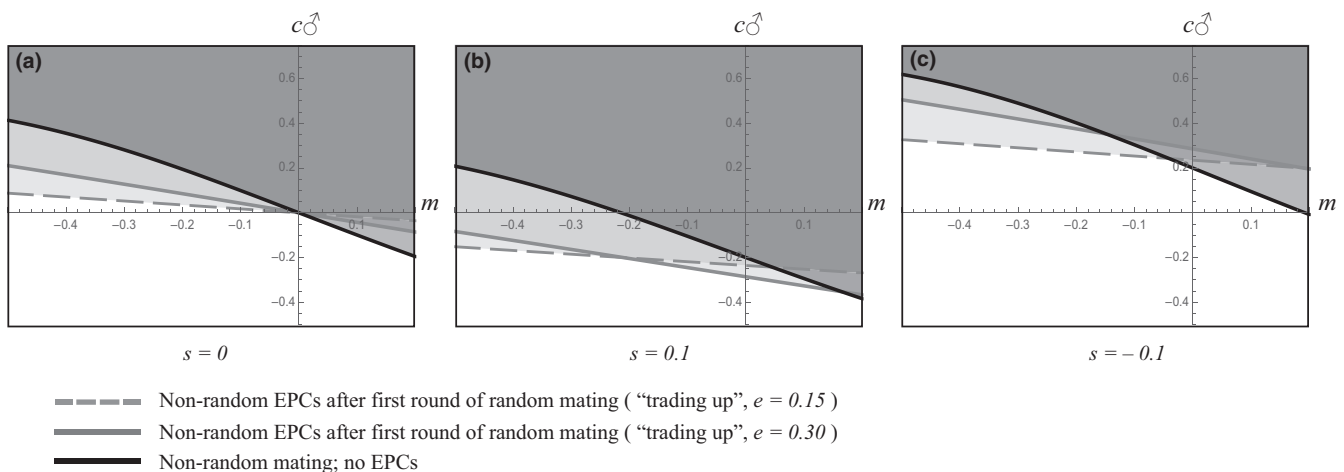 c♂ c♂ c♂
(a) (b) (c)
0.6 0.6 0.6
0.4 0.4 0.4
0.2 0.2 0.2
m m m
−0.4 −0.3 −0.2 −0.1 0.1 −0.4 −0.3 −0.2 −0.1 0.1 −0.4 −0.3 −0.2 −0.1 0.1
−0.2 −0.2 −0.2
−0.4 −0.4 −0.4
s = 0 s = 0.1 s = – 0.1
Non-random EPCs after first round of random mating ( “trading up”, e = 0.15 )
Non-random EPCs after first round of random mating ( “trading up”, e = 0.30 )
Non-random mating; no EPCs